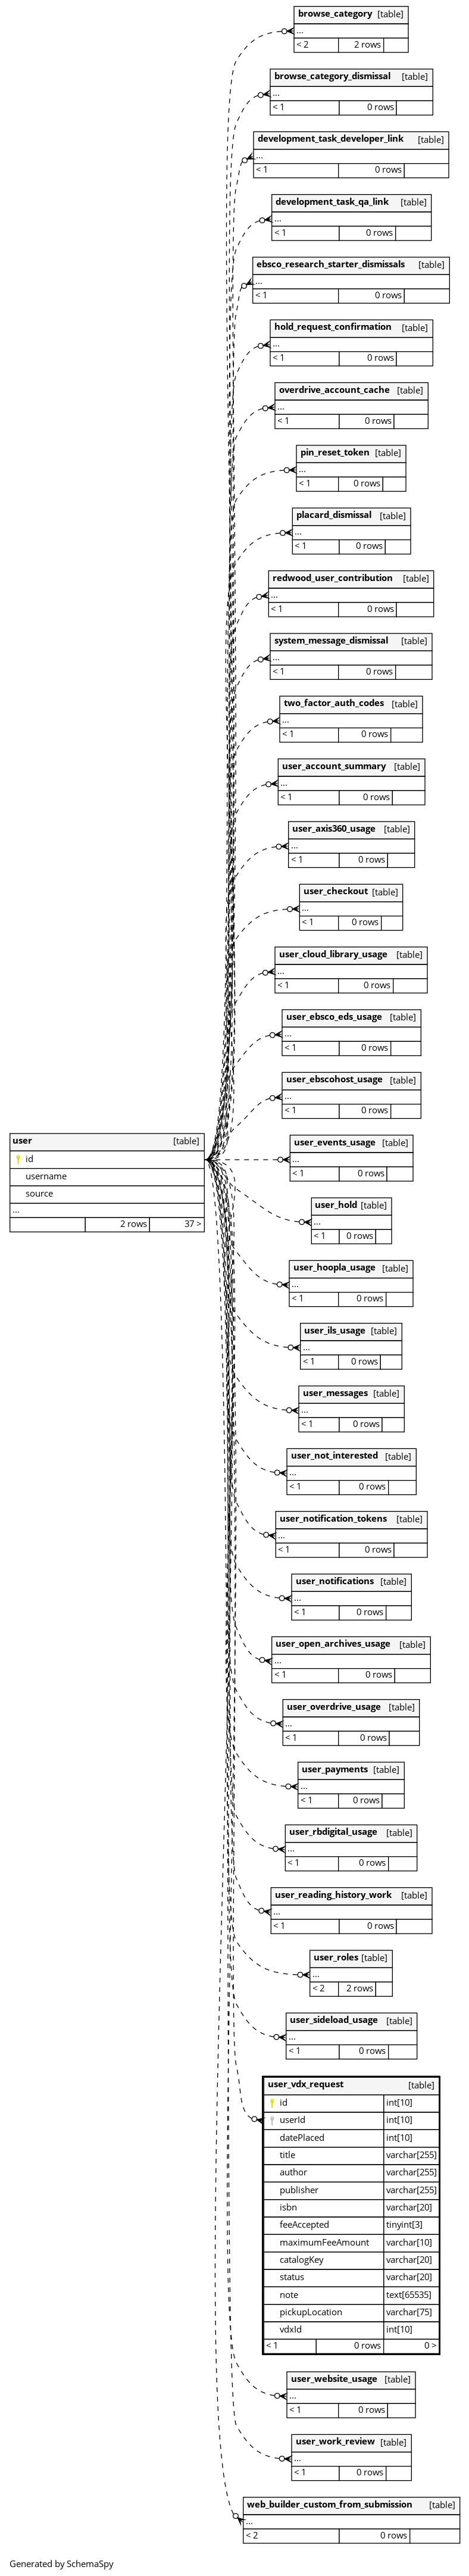 browse_category [table]
...
< 2 2 rows
browse_category_dismissal [table]
...
< 1 0 rows
development_task_developer_link [table]
...
< 1 0 rows
development_task_qa_link [table]
...
< 1 0 rows
ebsco_research_starter_dismissals [table]
...
< 1 0 rows
hold_request_confirmation [table]
...
< 1 0 rows
overdrive_account_cache [table]
...
< 1 0 rows
pin_reset_token [table]
...
< 1 0 rows
placard_dismissal [table]
...
< 1 0 rows
redwood_user_contribution [table]
...
< 1 0 rows
system_message_dismissal [table]
...
< 1 0 rows
two_factor_auth_codes [table]
...
< 1 0 rows
user_account_summary [table]
...
< 1 0 rows
user_axis360_usage [table]
...
< 1 0 rows
user_checkout [table]
...
< 1 0 rows
user_cloud_library_usage [table]
...
< 1 0 rows
user_ebsco_eds_usage [table]
...
< 1 0 rows
user_ebscohost_usage [table]
...
< 1 0 rows
user [table]
id
username
source
...
2 rows 37 >
user_events_usage [table]
...
< 1 0 rows
user_hold [table]
...
< 1 0 rows
user_hoopla_usage [table]
...
< 1 0 rows
user_ils_usage [table]
...
< 1 0 rows
user_messages [table]
...
< 1 0 rows
user_not_interested [table]
...
< 1 0 rows
user_notification_tokens [table]
...
< 1 0 rows
user_notifications [table]
...
< 1 0 rows
user_open_archives_usage [table]
...
< 1 0 rows
user_overdrive_usage [table]
...
< 1 0 rows
user_payments [table]
...
< 1 0 rows
user_rbdigital_usage [table]
...
< 1 0 rows
user_reading_history_work [table]
...
< 1 0 rows
user_roles [table]
...
< 2 2 rows
user_sideload_usage [table]
...
< 1 0 rows
user_vdx_request [table]
id int[10]
userId int[10]
datePlaced int[10]
title varchar[255]
author varchar[255]
publisher varchar[255]
isbn varchar[20]
feeAccepted tinyint[3]
maximumFeeAmount varchar[10]
catalogKey varchar[20]
status varchar[20]
note text[65535]
pickupLocation varchar[75]
vdxId int[10]
< 1 0 rows 0 >
user_website_usage [table]
...
< 1 0 rows
user_work_review [table]
...
< 1 0 rows
web_builder_custom_from_submission [table]
...
< 2 0 rows
Generated by SchemaSpy